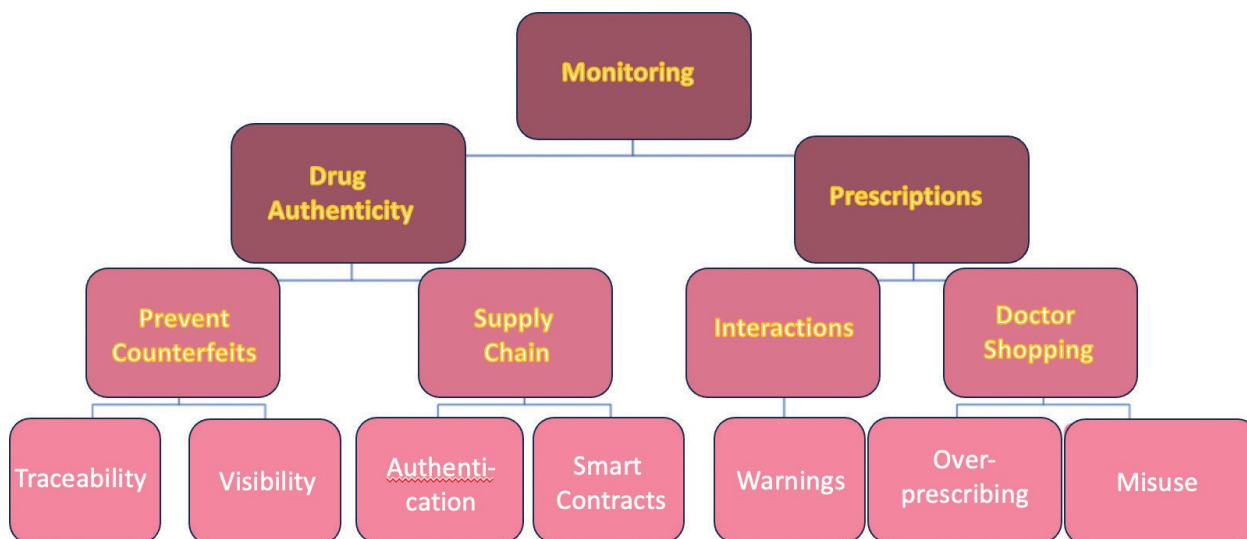 Monitoring
Drug
Authenticity
Prescriptions
Prevent
Counterfeits
Supply
Chain
Interactions
Doctor
Shopping
Traceability
Visibility
Authenti-
cation
Smart
Contracts
Warnings
Over-
prescribing
Misuse